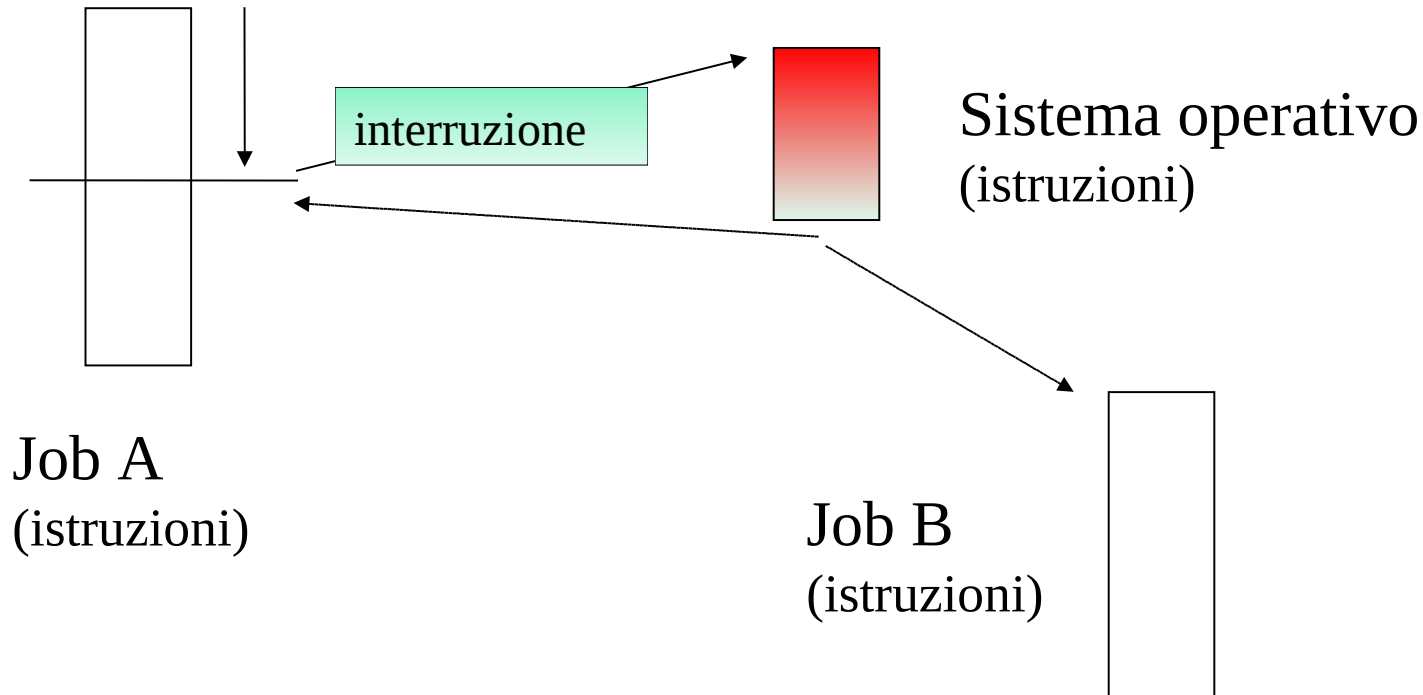 interruzione
Sistema operativo
(istruzioni)
Job A
(istruzioni)
Job B
(istruzioni)